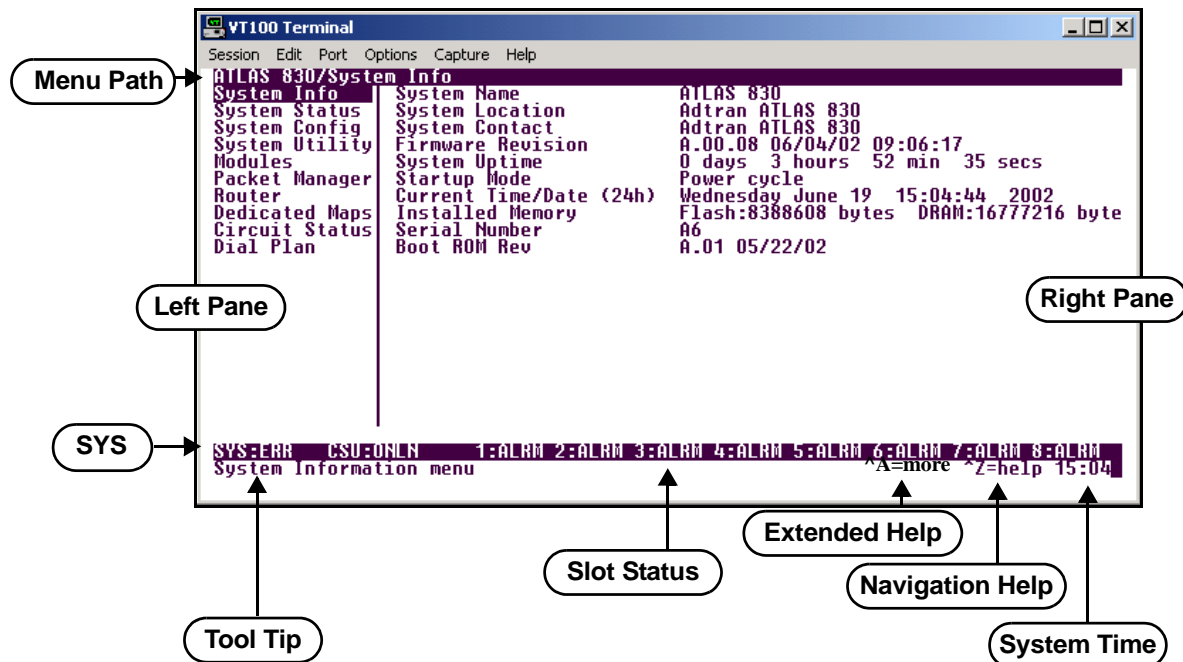 VT100 Terminal
Session Edit Port Options Capture Help
Menu Path
ATLAS 830/System Info
System Info System Name ATLAS 830
System Status System Location Adtran ATLAS 830
System Config System Contact Adtran ATLAS 830
System Utility Firmware Revision A.00.08 06/04/02 09:06:17
Modules System Uptime 0 days 3 hours 52 min 35 secs
Packet Manager Startup Mode Power cycle
Router Current Time/Date (24h) Wednesday June 19 15:04:44 2002
Dedicated Maps Installed Memory Flash:8388608 bytes DRAM:16777216 byte
Circuit Status Serial Number A6
Dial Plan Boot ROM Rev A.01 05/22/02
Left Pane
Right Pane
SYS
SYS:ERR CSU:ONLN 1:ALRM 2:ALRM 3:ALRM 4:ALRM 5:ALRM 6:ALRM 7:ALRM 8:ALRM
System Information menu ^A=more ^Z=help 15:04
Extended Help
Slot Status
Navigation Help
Tool Tip
System Time